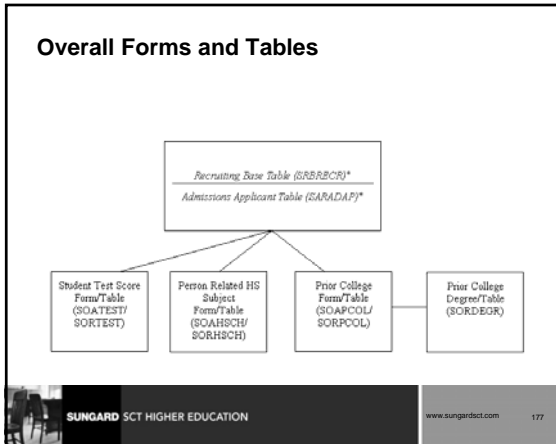 Overall Forms and Tables
Recruiting Base Table (SRBRECR)*
Admissions Applicant Table (SARADAP)*
Student Test Score
Form/Table
(SOATEST/
SORTEST)
Person Related HS
Subject
Form/Table
(SOAHSCH/
SORHSCH)
Prior College
Form/Table
(SOAPCOL/
SORPCOL)
Prior College
Degree/Table
(SORDEGR)
SUNGARD SCT HIGHER EDUCATION
www.sungardsct.com 177